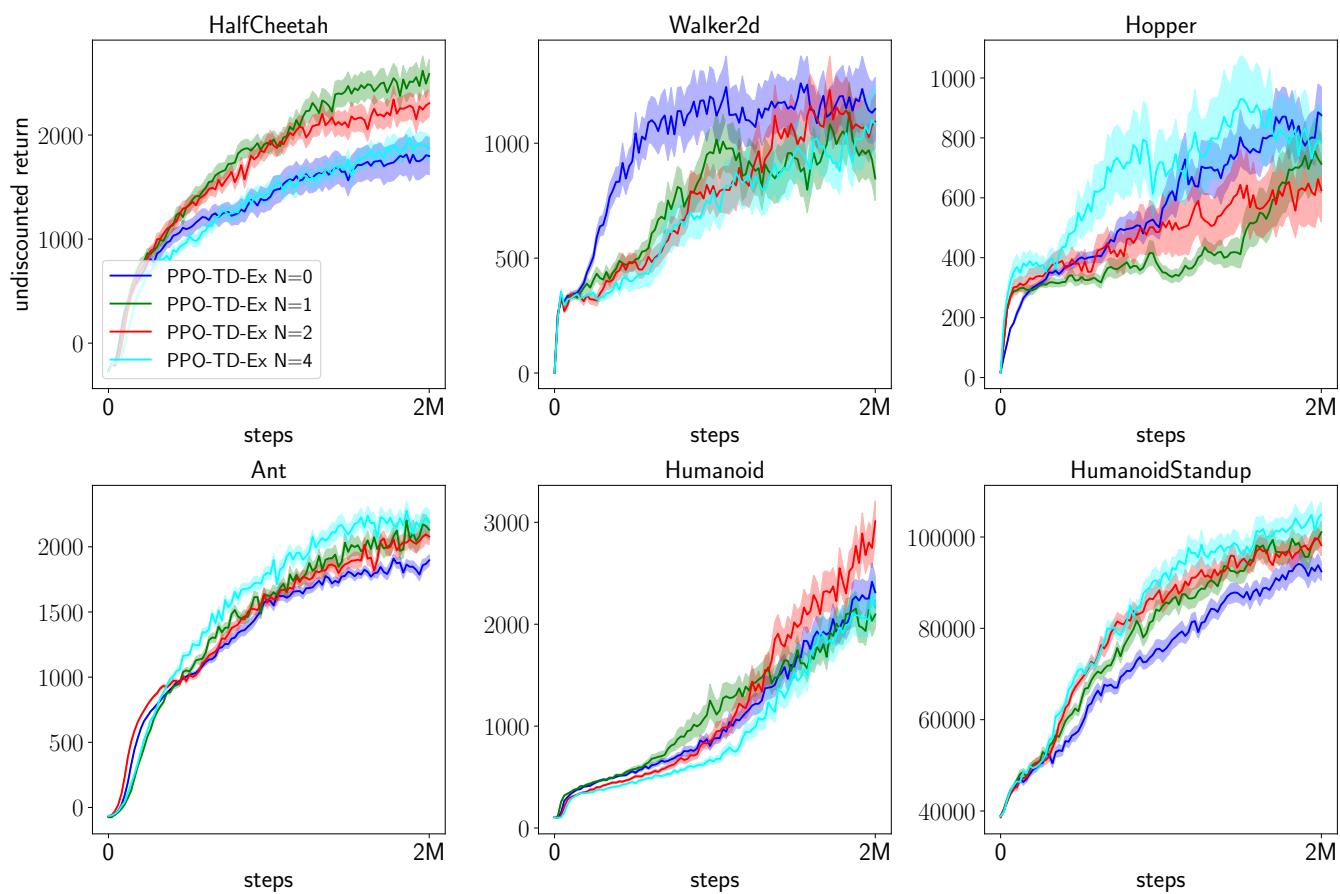 HalfCheetah
Walker2d
Hopper
undiscounted return
2000
1000
0
PPO-TD-Ex N=0
PPO-TD-Ex N=1
PPO-TD-Ex N=2
PPO-TD-Ex N=4
0
2M
steps
1000
500
0
0
2M
steps
1000
800
600
400
200
0
0
2M
steps
Ant
Humanoid
HumanoidStandup
2000
1500
1000
500
0
0
2M
steps
3000
2000
1000
0
0
2M
steps
100000
80000
60000
40000
0
2M
steps